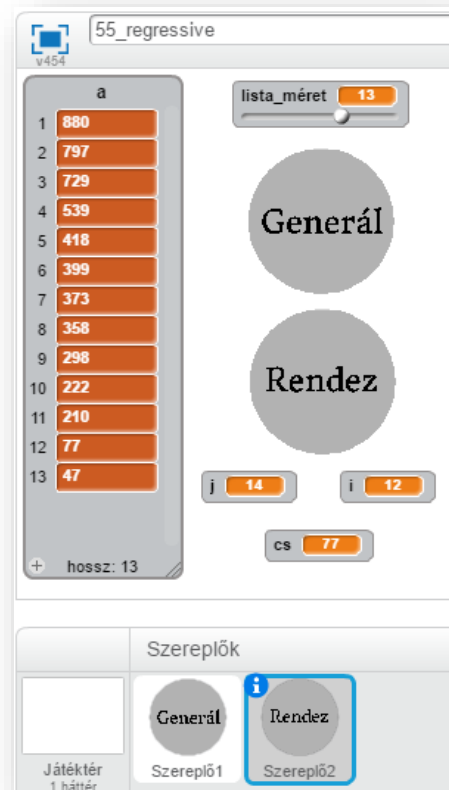 55_regressive
v454
a
1 880
2 797
3 729
4 539
5 418
6 399
7 373
8 358
9 298
10 222
11 210
12 77
13 47
+ hossz: 13
lista_méret 13
Generál
Rendez
j 14
i 12
cs 77
Szereplők
Generál
Rendez
Játéktér
1 háttér
Szereplő1
Szereplő2